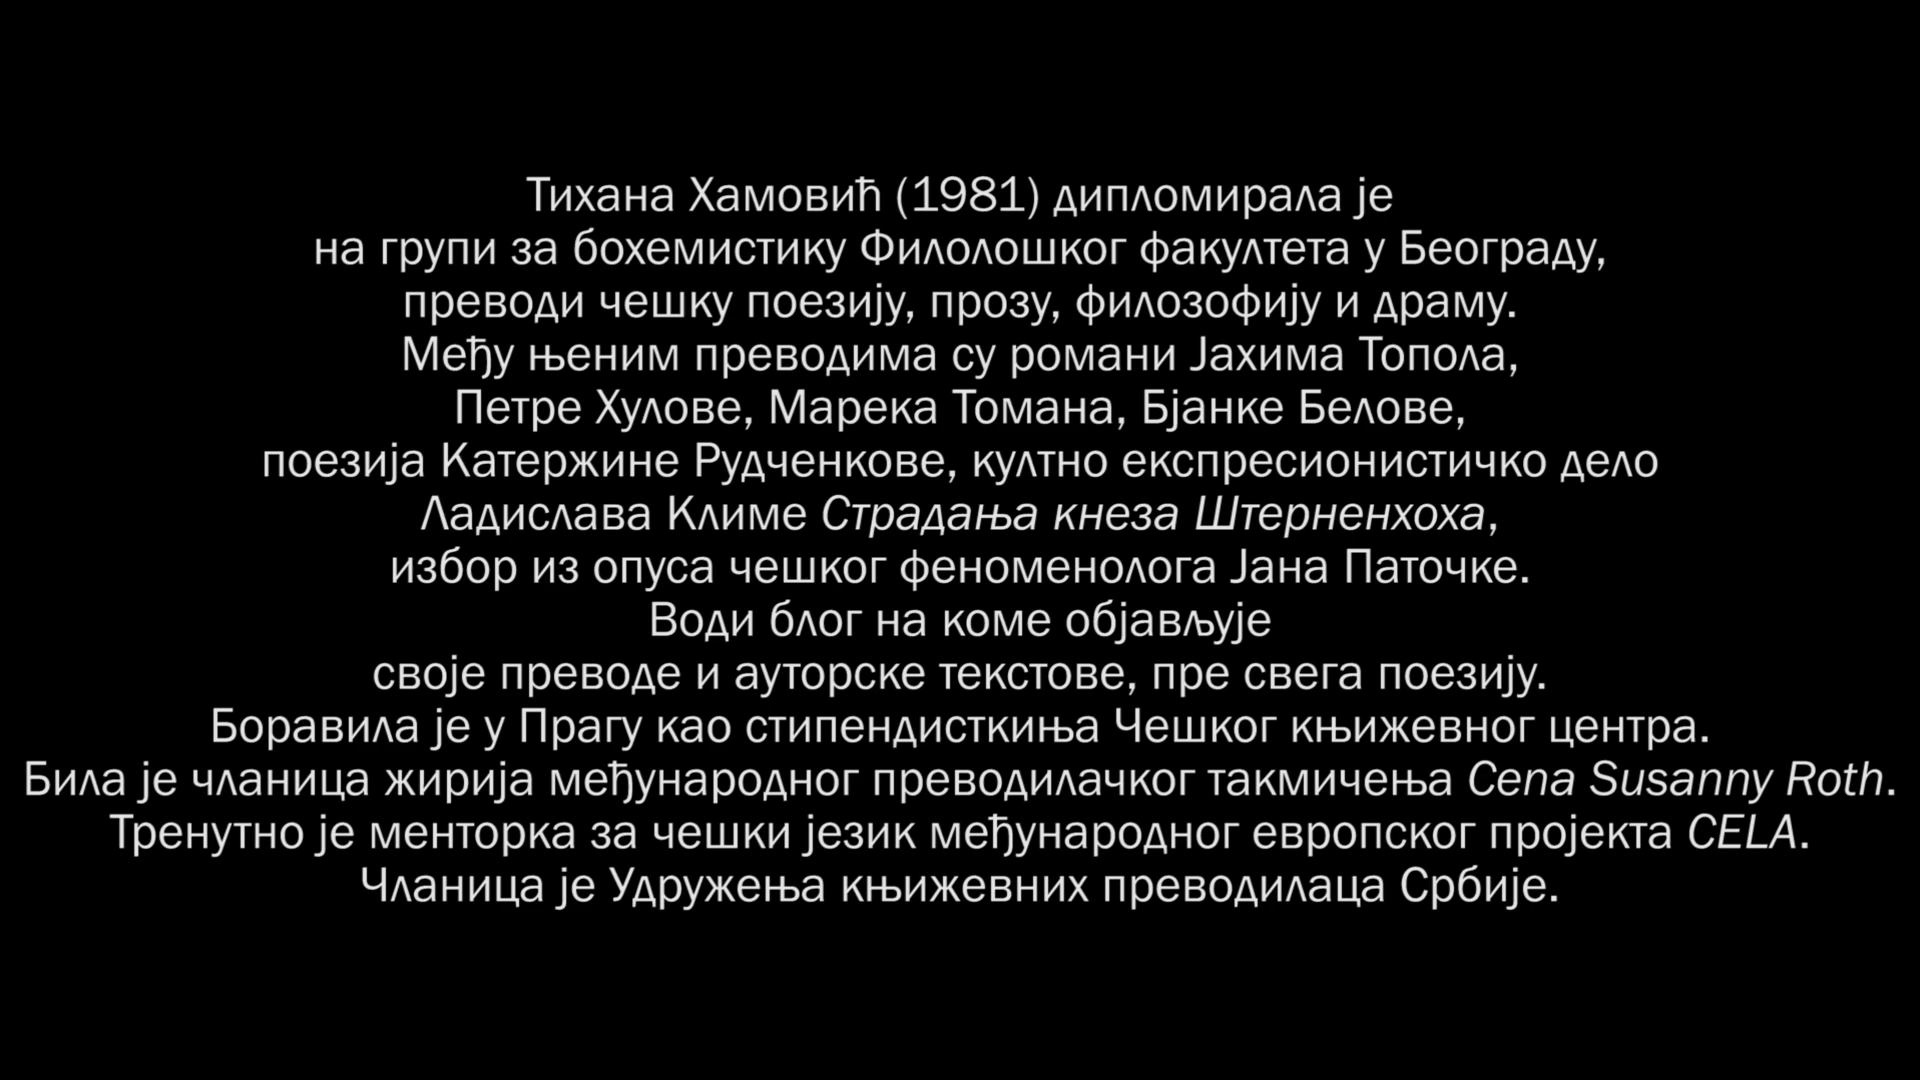 Тихана Хамовић (1981) дипломирала је
на групи за бохемистику Филолошког факултета у Београду,
преводи чешку поезију, прозу, филозофију и драму.
Међу њеним преводима су романи Јахима Топола,
Петре Хулове, Марека Томана, Бјанке Белове,
поезија Катержине Рудченкове, култно експресионистичко дело
Ладислава Климе Страдања кнеза Штерненхоха,
избор из опуса чешког феноменолога Јана Паточке.
Води блог на коме објављује
своје преводе и ауторске текстове, пре свега поезију.
Боравила је у Прагу као стипендисткиња Чешког књижевног центра.
Била је чланица жирија међународног преводилачког такмичења Cena Susanny Roth.
Тренутно је менторка за чешки језик међународног европског пројекта CELA.
Чланица је Удружења књижевних преводилаца Србије.